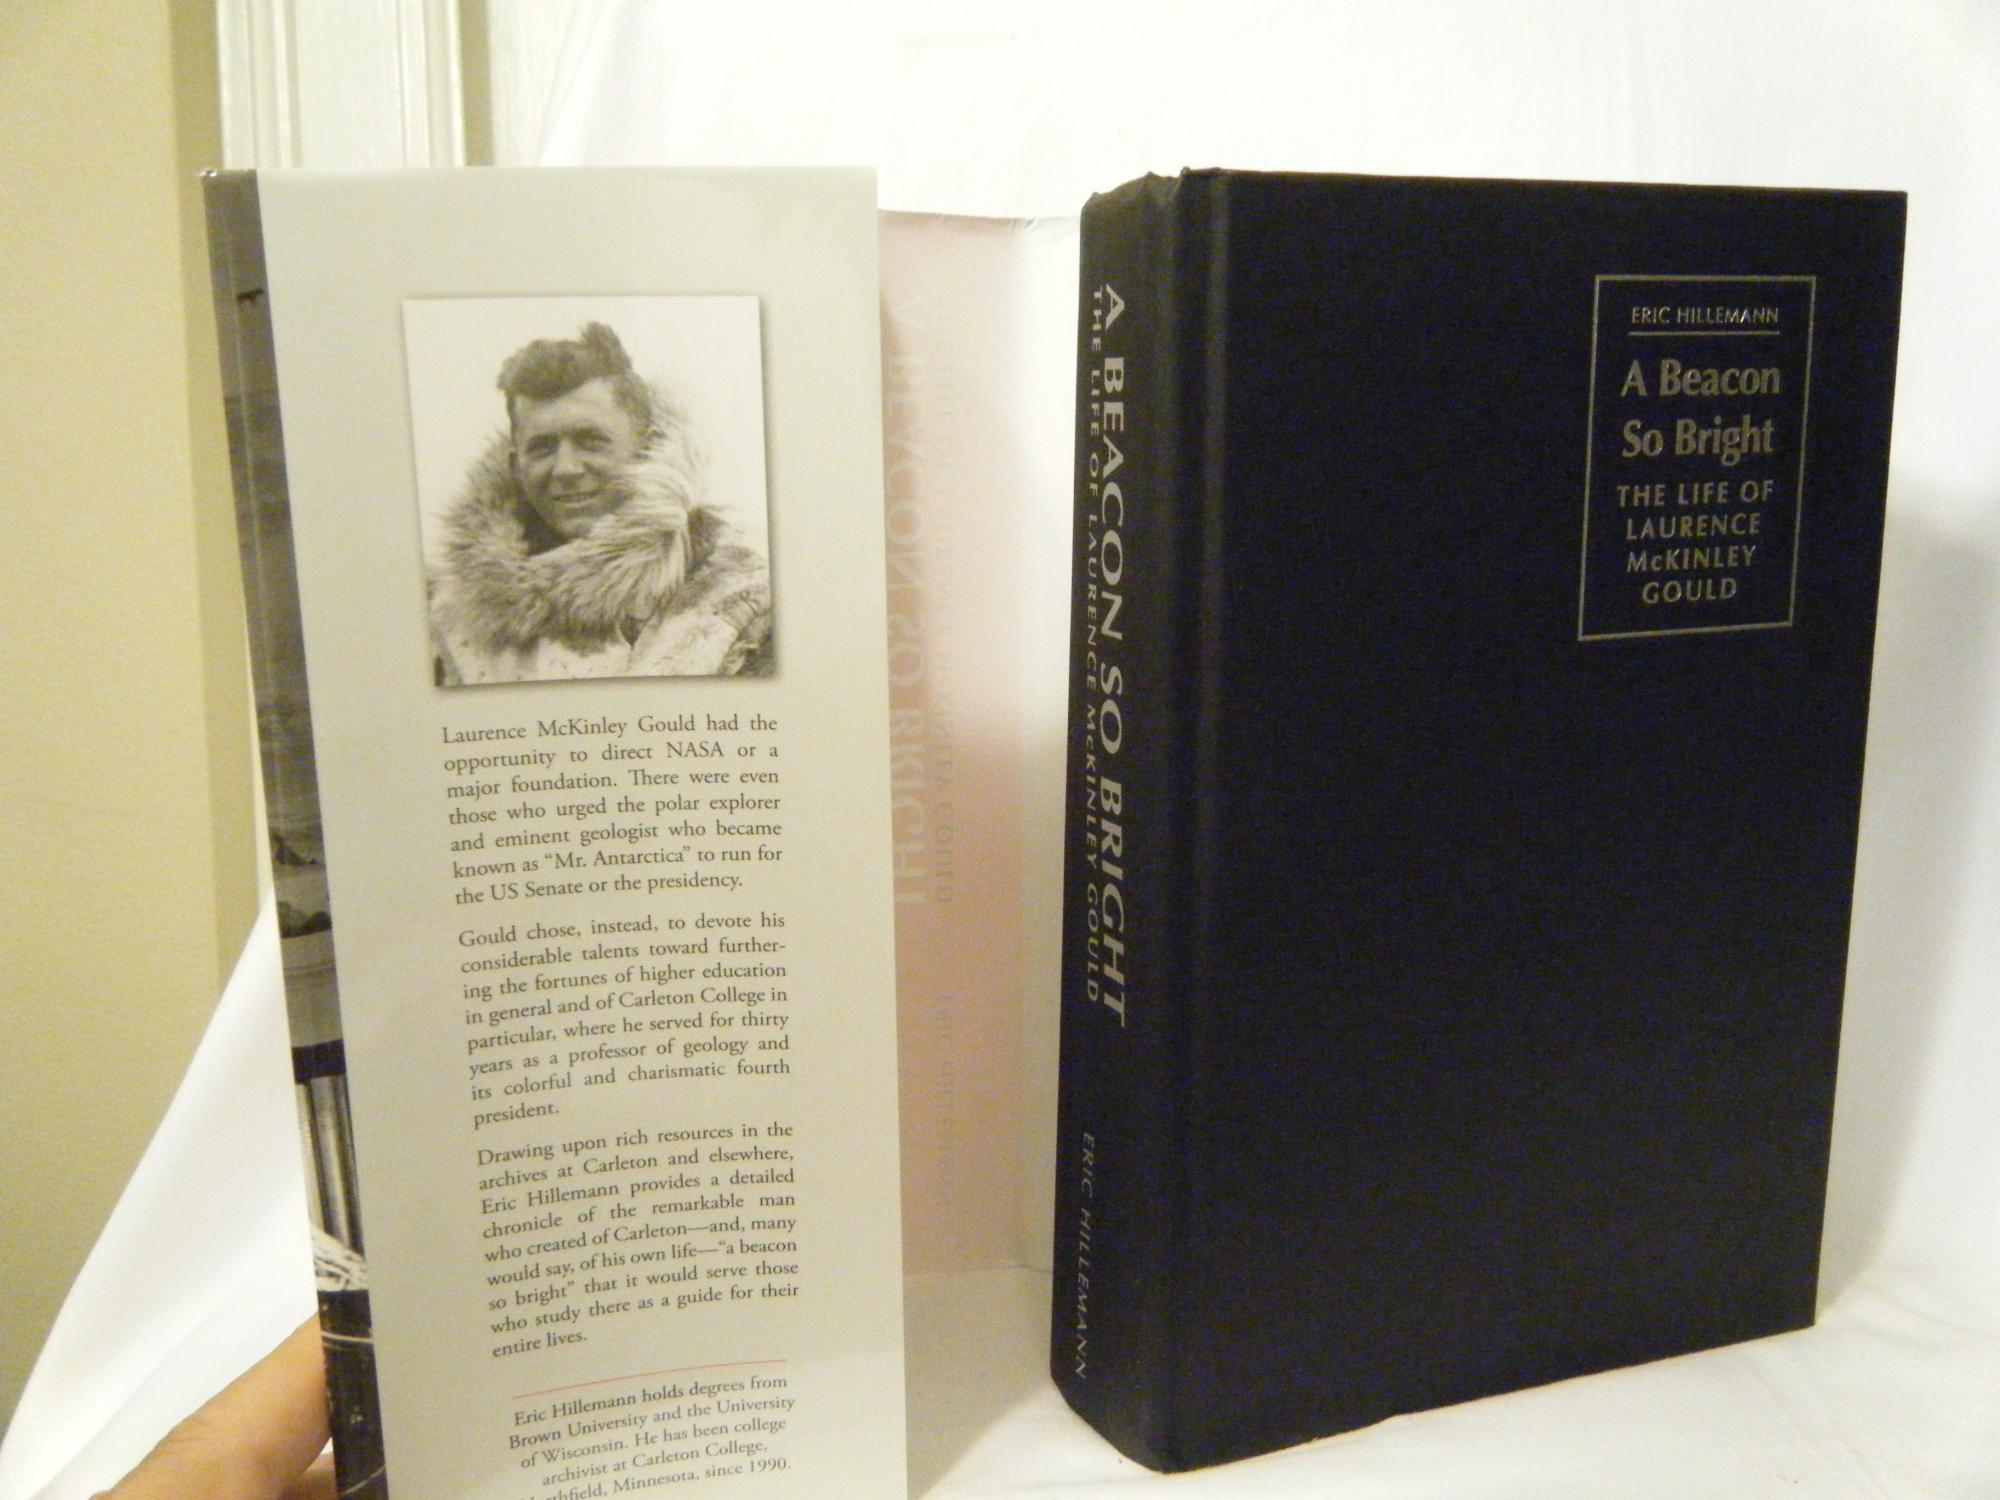 Laurence McKinley Gould had the
opportunity to direct NASA or a
major foundation. There were even
those who urged the polar explorer
and eminent geologist who became
known as “Mr. Antarctica” to run for
the US Senate or the presidency.
Gould chose, instead, to devote his
considerable talents toward further-
ing the fortunes of higher education
in general and of Carleton College in
particular, where he served for thirty
years as a professor of geology and
its colorful and charismatic fourth
president.
Drawing upon rich resources in the
archives at Carleton and elsewhere,
Eric Hillemann provides a detailed
chronicle of the remarkable man
who created of Carleton—and, many
would say, of his own life—“a beacon
so bright” that it would serve those
who study there as a guide for their
entire lives.
Eric Hillemann holds degrees from
Brown University and the University
of Wisconsin. He has been college
archivist at Carleton College,
Minnesota, since 1990.
A BEACON SO BRIGHT
THE LIFE OF LAURENCE McKINLEY GOULD
ERIC HILLEMANN
ERIC HILLEMANN
A Beacon
So Bright
THE LIFE OF
LAURENCE
McKINLEY
GOULD